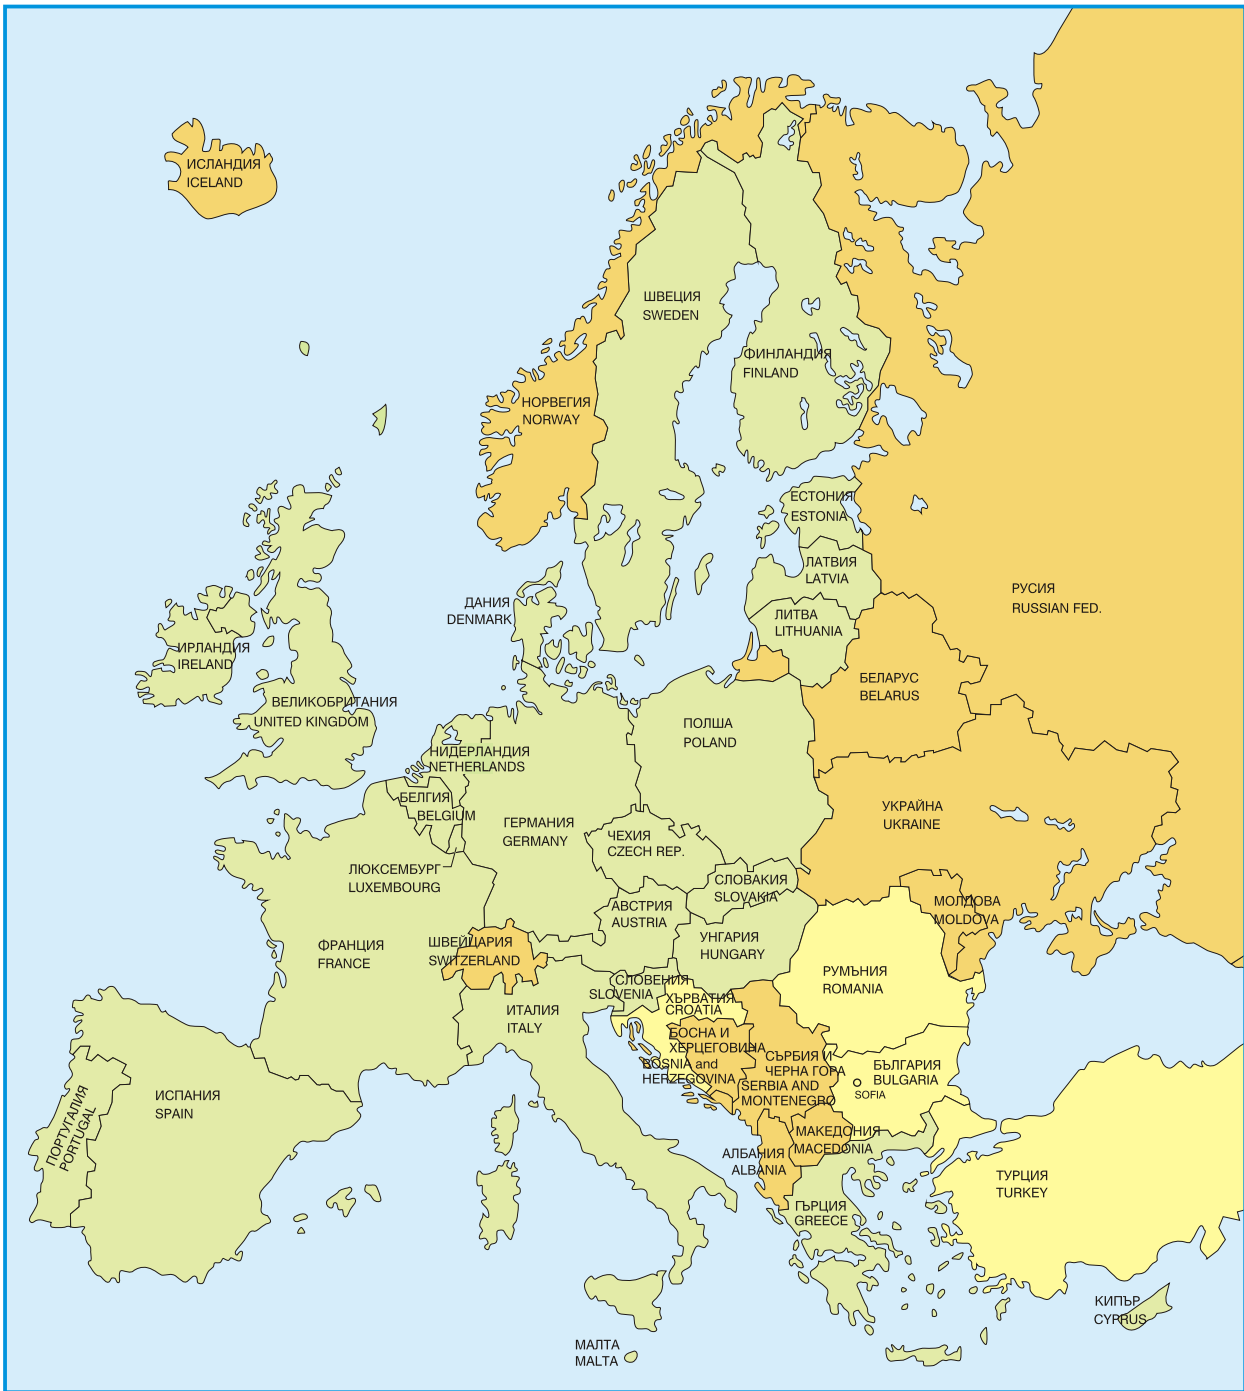 ИСЛАНДИЯ
ICELAND
ШВЕЦИЯ
SWEDEN
ФИНЛАНДИЯ
FINLAND
НОРВЕГИЯ
NORWAY
ЕСТОНИЯ
ESTONIA
ЛАТВИЯ
LATVIA
РУСИЯ
RUSSIAN FED.
ДАНИЯ
DENMARK
ЛИТВА
LITHUANIA
ИРЛАНДИЯ
IRELAND
БЕЛАРУС
BELARUS
ВЕЛИКОБРИТАНИЯ
UNITED KINGDOM
ПОЛША
POLAND
НИДЕРЛАНДИЯ
NETHERLANDS
БЕЛГИЯ
BELGIUM
УКРАЙНА
UKRAINE
ГЕРМАНИЯ
GERMANY
ЧЕХИЯ
CZECH REP.
ЛЮКСЕМБУРГ
LUXEMBOURG
СЛОВАКИЯ
SLOVAKIA
АВСТРИЯ
AUSTRIA
МОЛДОВА
MOLDOVA
ФРАНЦИЯ
FRANCE
ШВЕЙЦАРИЯ
SWITZERLAND
УНГАРИЯ
HUNGARY
РУМЪНИЯ
ROMANIA
СЛОВЕНИЯ
SLOVENIA
ХЪРВАТИЯ
CROATIA
ИТАЛИЯ
ITALY
БОСНА И
ХЕРЦЕГОВИНА
BOSNIA and
HERZEGOVINA
СЪРБИЯ И
ЧЕРНА ГОРА
SERBIA AND
MONTENEGRO
БЪЛГАРИЯ
BULGARIA
SOFIA
ИСПАНИЯ
SPAIN
ПОРТУГАЛИЯ
PORTUGAL
МАКЕДОНИЯ
MACEDONIA
АЛБАНИЯ
ALBANIA
ТУРЦИЯ
TURKEY
ГЪРЦИЯ
GREECE
КИПЪР
CYPRUS
МАЛТА
MALTA